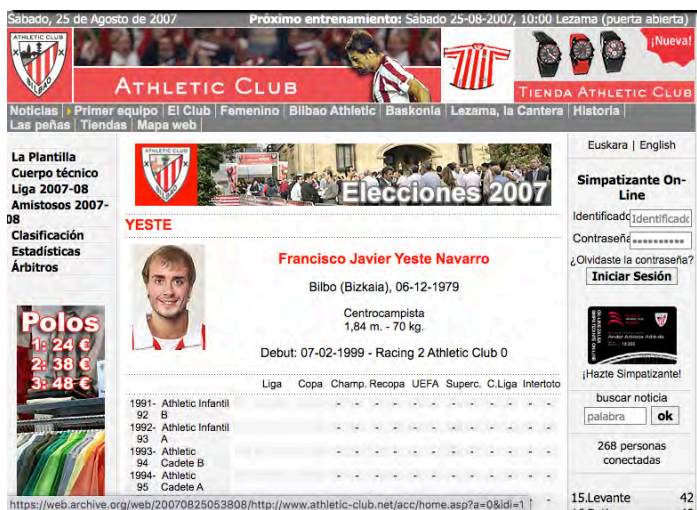 Sábado, 25 de Agosto de 2007
Próximo entrenamiento: Sábado 25-08-2007, 10:00 Lezama (puerta abierta)
ATHLETIC CLUB
BILBAO
ATHLETIC CLUB
¡Nueva!
TIENDA ATHLETIC CLUB
Noticias | Primer equipo | El Club | Femenino | Bilbao Athletic | Baskonia | Lezama, la Cantera | Historia |
Las peñas | Tiendas | Mapa web |
La Plantilla
Cuerpo técnico
Liga 2007-08
Amistosos 2007-
08
Clasificación
Estadísticas
Árbitros
Polos
1: 24 €
2: 38 €
3: 48 €
ATHLETIC CLUB
BILBAO
Elecciones 2007
YESTE
Francisco Javier Yeste Navarro
Bilbo (Bizkaia), 06-12-1979
Centrocampista
1,84 m. - 70 kg.
Debut: 07-02-1999 - Racing 2 Athletic Club 0
Liga Copa Champ. Recopa UEFA Superc. C.Liga Intertoto
1991- Athletic Infantil - - - - - -
92 B
1992- Athletic Infantil - - - - - -
93 A
1993- Athletic - - - - - -
94 Cadete B
1994- Athletic - - - - - -
95 Cadete A
Euskara | English
Simpatizante On-
Line
Identificado Identificado
Contraseña
¿Olvidaste la contraseña?
Iniciar Sesión
¡Hazte Simpatizante!
buscar noticia
palabra ok
268 personas
conectadas
15.Levante 42
https://web.archive.org/web/20070825053808/http://www.athletic-club.net/acc/home.asp?a=0&idi=1